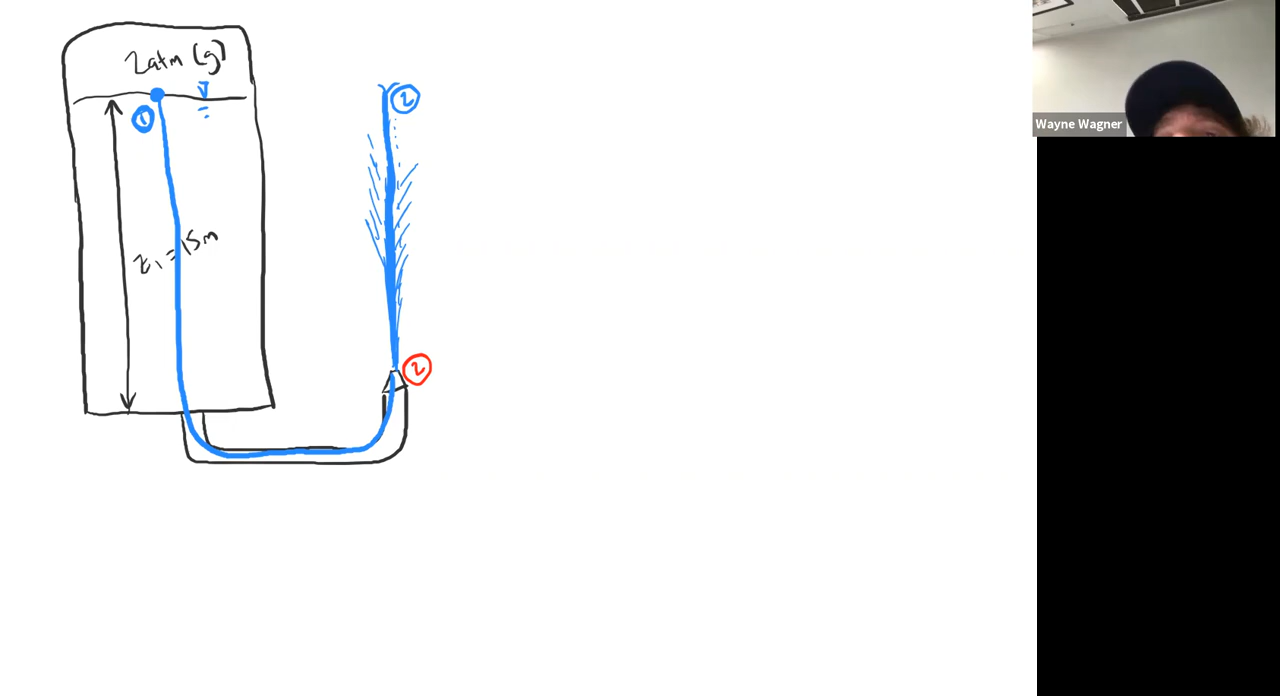 2atm (g)
①
②
z₁ = 15m
②
Wayne Wagner